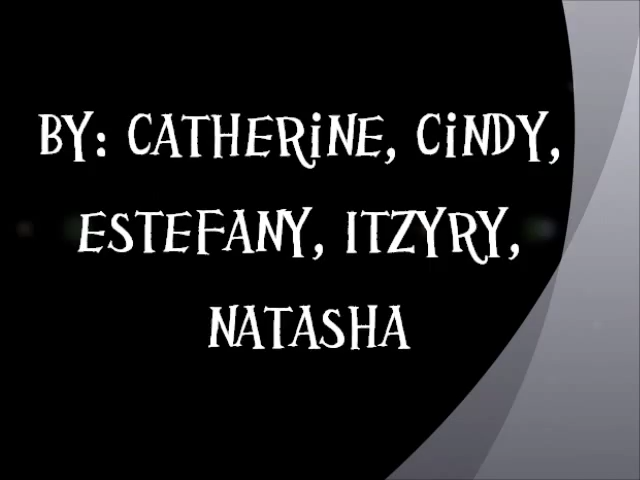 BY: CATHERiNE, CiNDY,
ESTEFANY, ITZYRY,
NATASHA